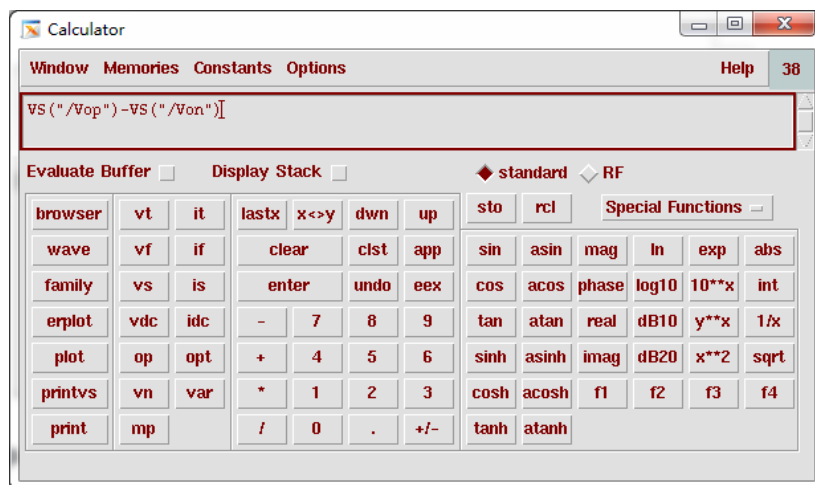 Calculator
Window Memories Constants Options Help 38
VS("/Vop")-VS("/Von")
Evaluate Buffer Display Stack standard RF
browser vt it lastx x<>y dwn up sto rcl Special Functions
wave vf if clear clst app sin asin mag ln exp abs
family vs is enter undo eex cos acos phase log10 10**x int
erplot vdc idc - 7 8 9 tan atan real dB10 y**x 1/x
plot op opt + 4 5 6 sinh asinh imag dB20 x**2 sqrt
printvs vn var * 1 2 3 cosh acosh f1 f2 f3 f4
print mp / 0 . +/- tanh atanh